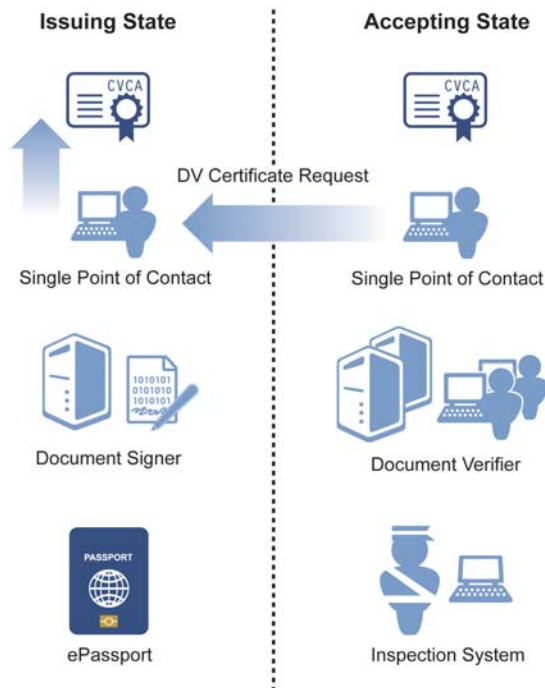 Issuing State
Accepting State
CVCA
CVCA
DV Certificate Request
Single Point of Contact
Single Point of Contact
1010101
0101010
1010101
Document Signer
Document Verifier
PASSPORT
ePassport
Inspection System